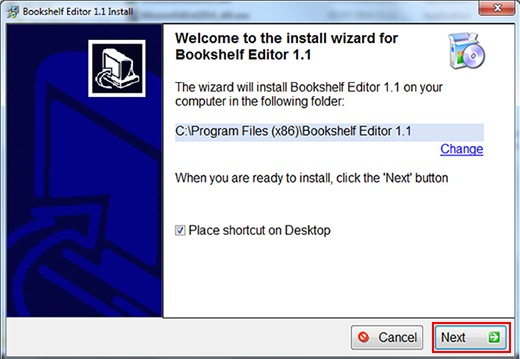 Bookshelf Editor 1.1 Install
Welcome to the install wizard for
Bookshelf Editor 1.1
The wizard will install Bookshelf Editor 1.1 on your
computer in the following folder:
C:\Program Files (x86)\Bookshelf Editor 1.1
Change
When you are ready to install, click the 'Next' button
Place shortcut on Desktop
Cancel
Next